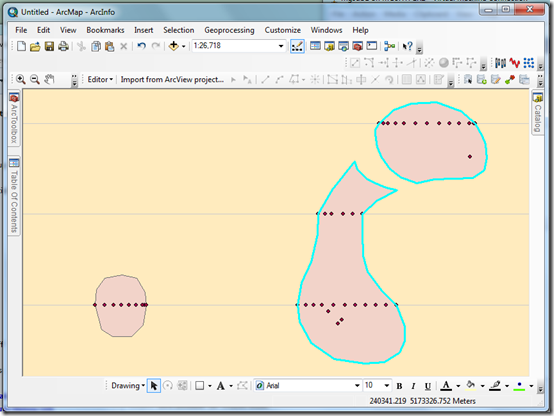 Untitled - ArcMap - ArcInfo
File Edit View Bookmarks Insert Selection Geoprocessing Customize Windows Help
1:26,718
Editor Import from ArcView project...
ArcToolbox
Table Of Contents
Catalog
Drawing A Arial 10 B I U A
240341.219 5173326.752 Meters